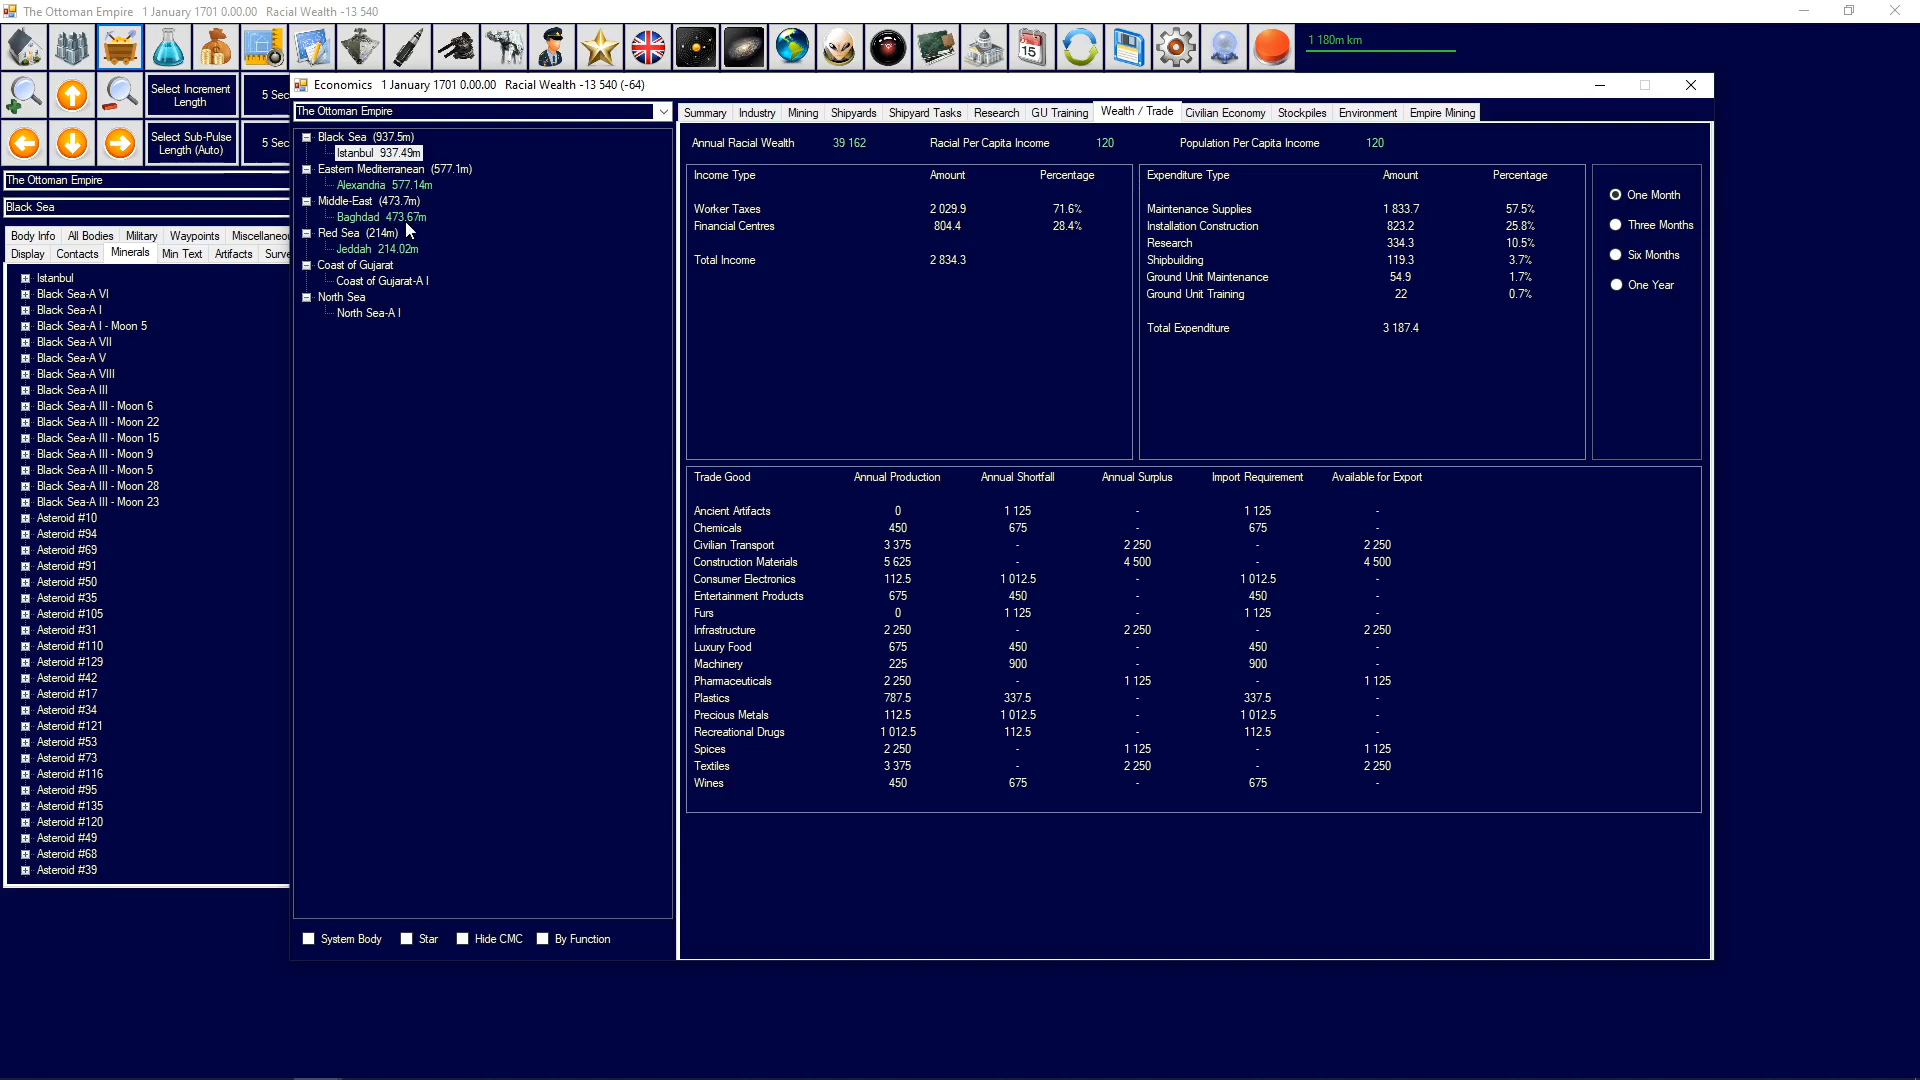 The Ottoman Empire 1 January 1701 0.00.00 Racial Wealth -13 540
15
1 180m km
Select Increment Length
5 Sec
Select Sub-Pulse Length (Auto)
5 Sec
The Ottoman Empire
Black Sea
Body Info All Bodies Military Waypoints Miscellaneou
Display Contacts Minerals Min Text Artifacts Surve
Istanbul
Black Sea-A VI
Black Sea-A I
Black Sea-A I - Moon 5
Black Sea-A VII
Black Sea-A V
Black Sea-A VIII
Black Sea-A III
Black Sea-A III - Moon 6
Black Sea-A III - Moon 22
Black Sea-A III - Moon 15
Black Sea-A III - Moon 9
Black Sea-A III - Moon 5
Black Sea-A III - Moon 28
Black Sea-A III - Moon 23
Asteroid #10
Asteroid #94
Asteroid #69
Asteroid #91
Asteroid #50
Asteroid #35
Asteroid #105
Asteroid #31
Asteroid #110
Asteroid #129
Asteroid #42
Asteroid #17
Asteroid #34
Asteroid #121
Asteroid #53
Asteroid #73
Asteroid #116
Asteroid #95
Asteroid #135
Asteroid #120
Asteroid #49
Asteroid #68
Asteroid #39
Economics 1 January 1701 0.00.00 Racial Wealth -13 540 (-64)
The Ottoman Empire
Black Sea (937.5m)
Istanbul 937.49m
Eastern Mediterranean (577.1m)
Alexandria 577.14m
Middle-East (473.7m)
Baghdad 473.67m
Red Sea (214m)
Jeddah 214.02m
Coast of Gujarat
Coast of Gujarat-A I
North Sea
North Sea-A I
System Body Star Hide CMC By Function
Summary Industry Mining Shipyards Shipyard Tasks Research GU Training Wealth / Trade Civilian Economy Stockpiles Environment Empire Mining
Annual Racial Wealth 39 162 Racial Per Capita Income 120 Population Per Capita Income 120
Income Type Amount Percentage
Worker Taxes 2 029.9 71.6%
Financial Centres 804.4 28.4%
Total Income 2 834.3
Expenditure Type Amount Percentage
Maintenance Supplies 1 833.7 57.5%
Installation Construction 823.2 25.8%
Research 334.3 10.5%
Shipbuilding 119.3 3.7%
Ground Unit Maintenance 54.9 1.7%
Ground Unit Training 22 0.7%
Total Expenditure 3 187.4
One Month
Three Months
Six Months
One Year
Trade Good Annual Production Annual Shortfall Annual Surplus Import Requirement Available for Export
Ancient Artifacts 0 1 125 - 1 125 -
Chemicals 450 675 - 675 -
Civilian Transport 3 375 - 2 250 - 2 250
Construction Materials 5 625 - 4 500 - 4 500
Consumer Electronics 112.5 1 012.5 - 1 012.5 -
Entertainment Products 675 450 - 450 -
Furs 0 1 125 - 1 125 -
Infrastructure 2 250 - 2 250 - 2 250
Luxury Food 675 450 - 450 -
Machinery 225 900 - 900 -
Pharmaceuticals 2 250 - 1 125 - 1 125
Plastics 787.5 337.5 - 337.5 -
Precious Metals 112.5 1 012.5 - 1 012.5 -
Recreational Drugs 1 012.5 112.5 - 112.5 -
Spices 2 250 - 1 125 - 1 125
Textiles 3 375 - 2 250 - 2 250
Wines 450 675 - 675 -